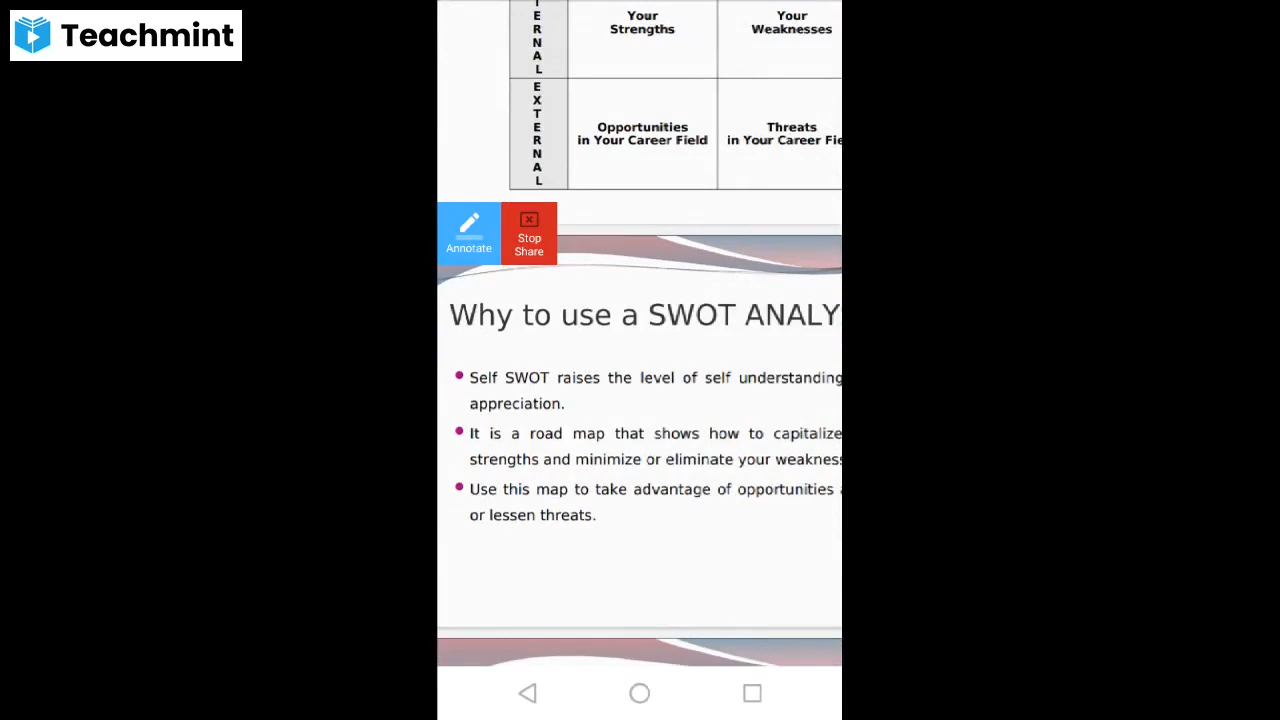 Teachmint
T
E
R
N
A
L
Your
Strengths
Your
Weaknesses
E
X
T
E
R
N
A
L
Opportunities
in Your Career Field
Threats
in Your Career Fie
Annotate
Stop
Share
Why to use a SWOT ANALY
Self SWOT raises the level of self understanding
appreciation.
It is a road map that shows how to capitalize
strengths and minimize or eliminate your weakness
Use this map to take advantage of opportunities
or lessen threats.